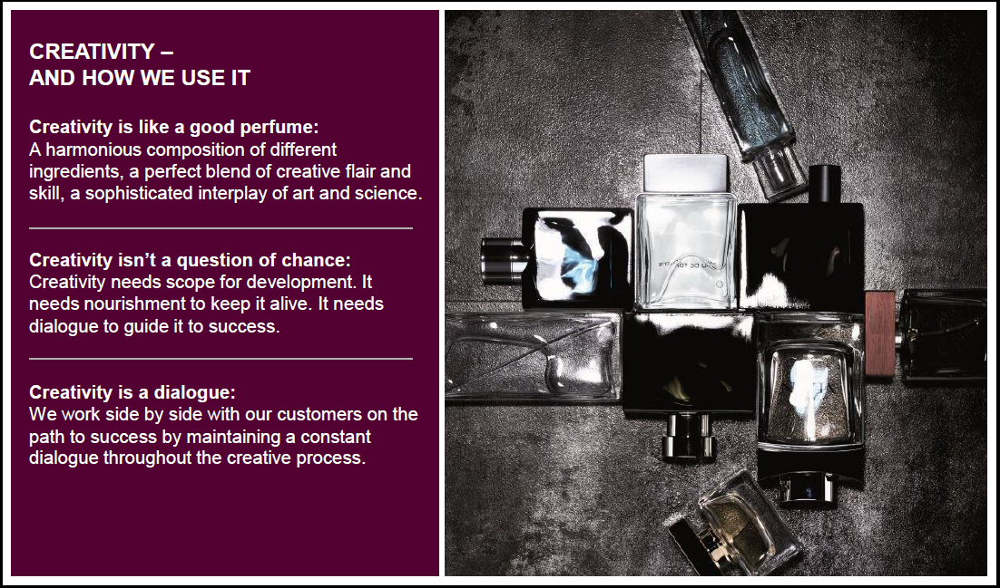 CREATIVITY –
AND HOW WE USE IT
Creativity is like a good perfume:
A harmonious composition of different
ingredients, a perfect blend of creative flair and
skill, a sophisticated interplay of art and science.
Creativity isn’t a question of chance:
Creativity needs scope for development. It
needs nourishment to keep it alive. It needs
dialogue to guide it to success.
Creativity is a dialogue:
We work side by side with our customers on the
path to success by maintaining a constant
dialogue throughout the creative process.